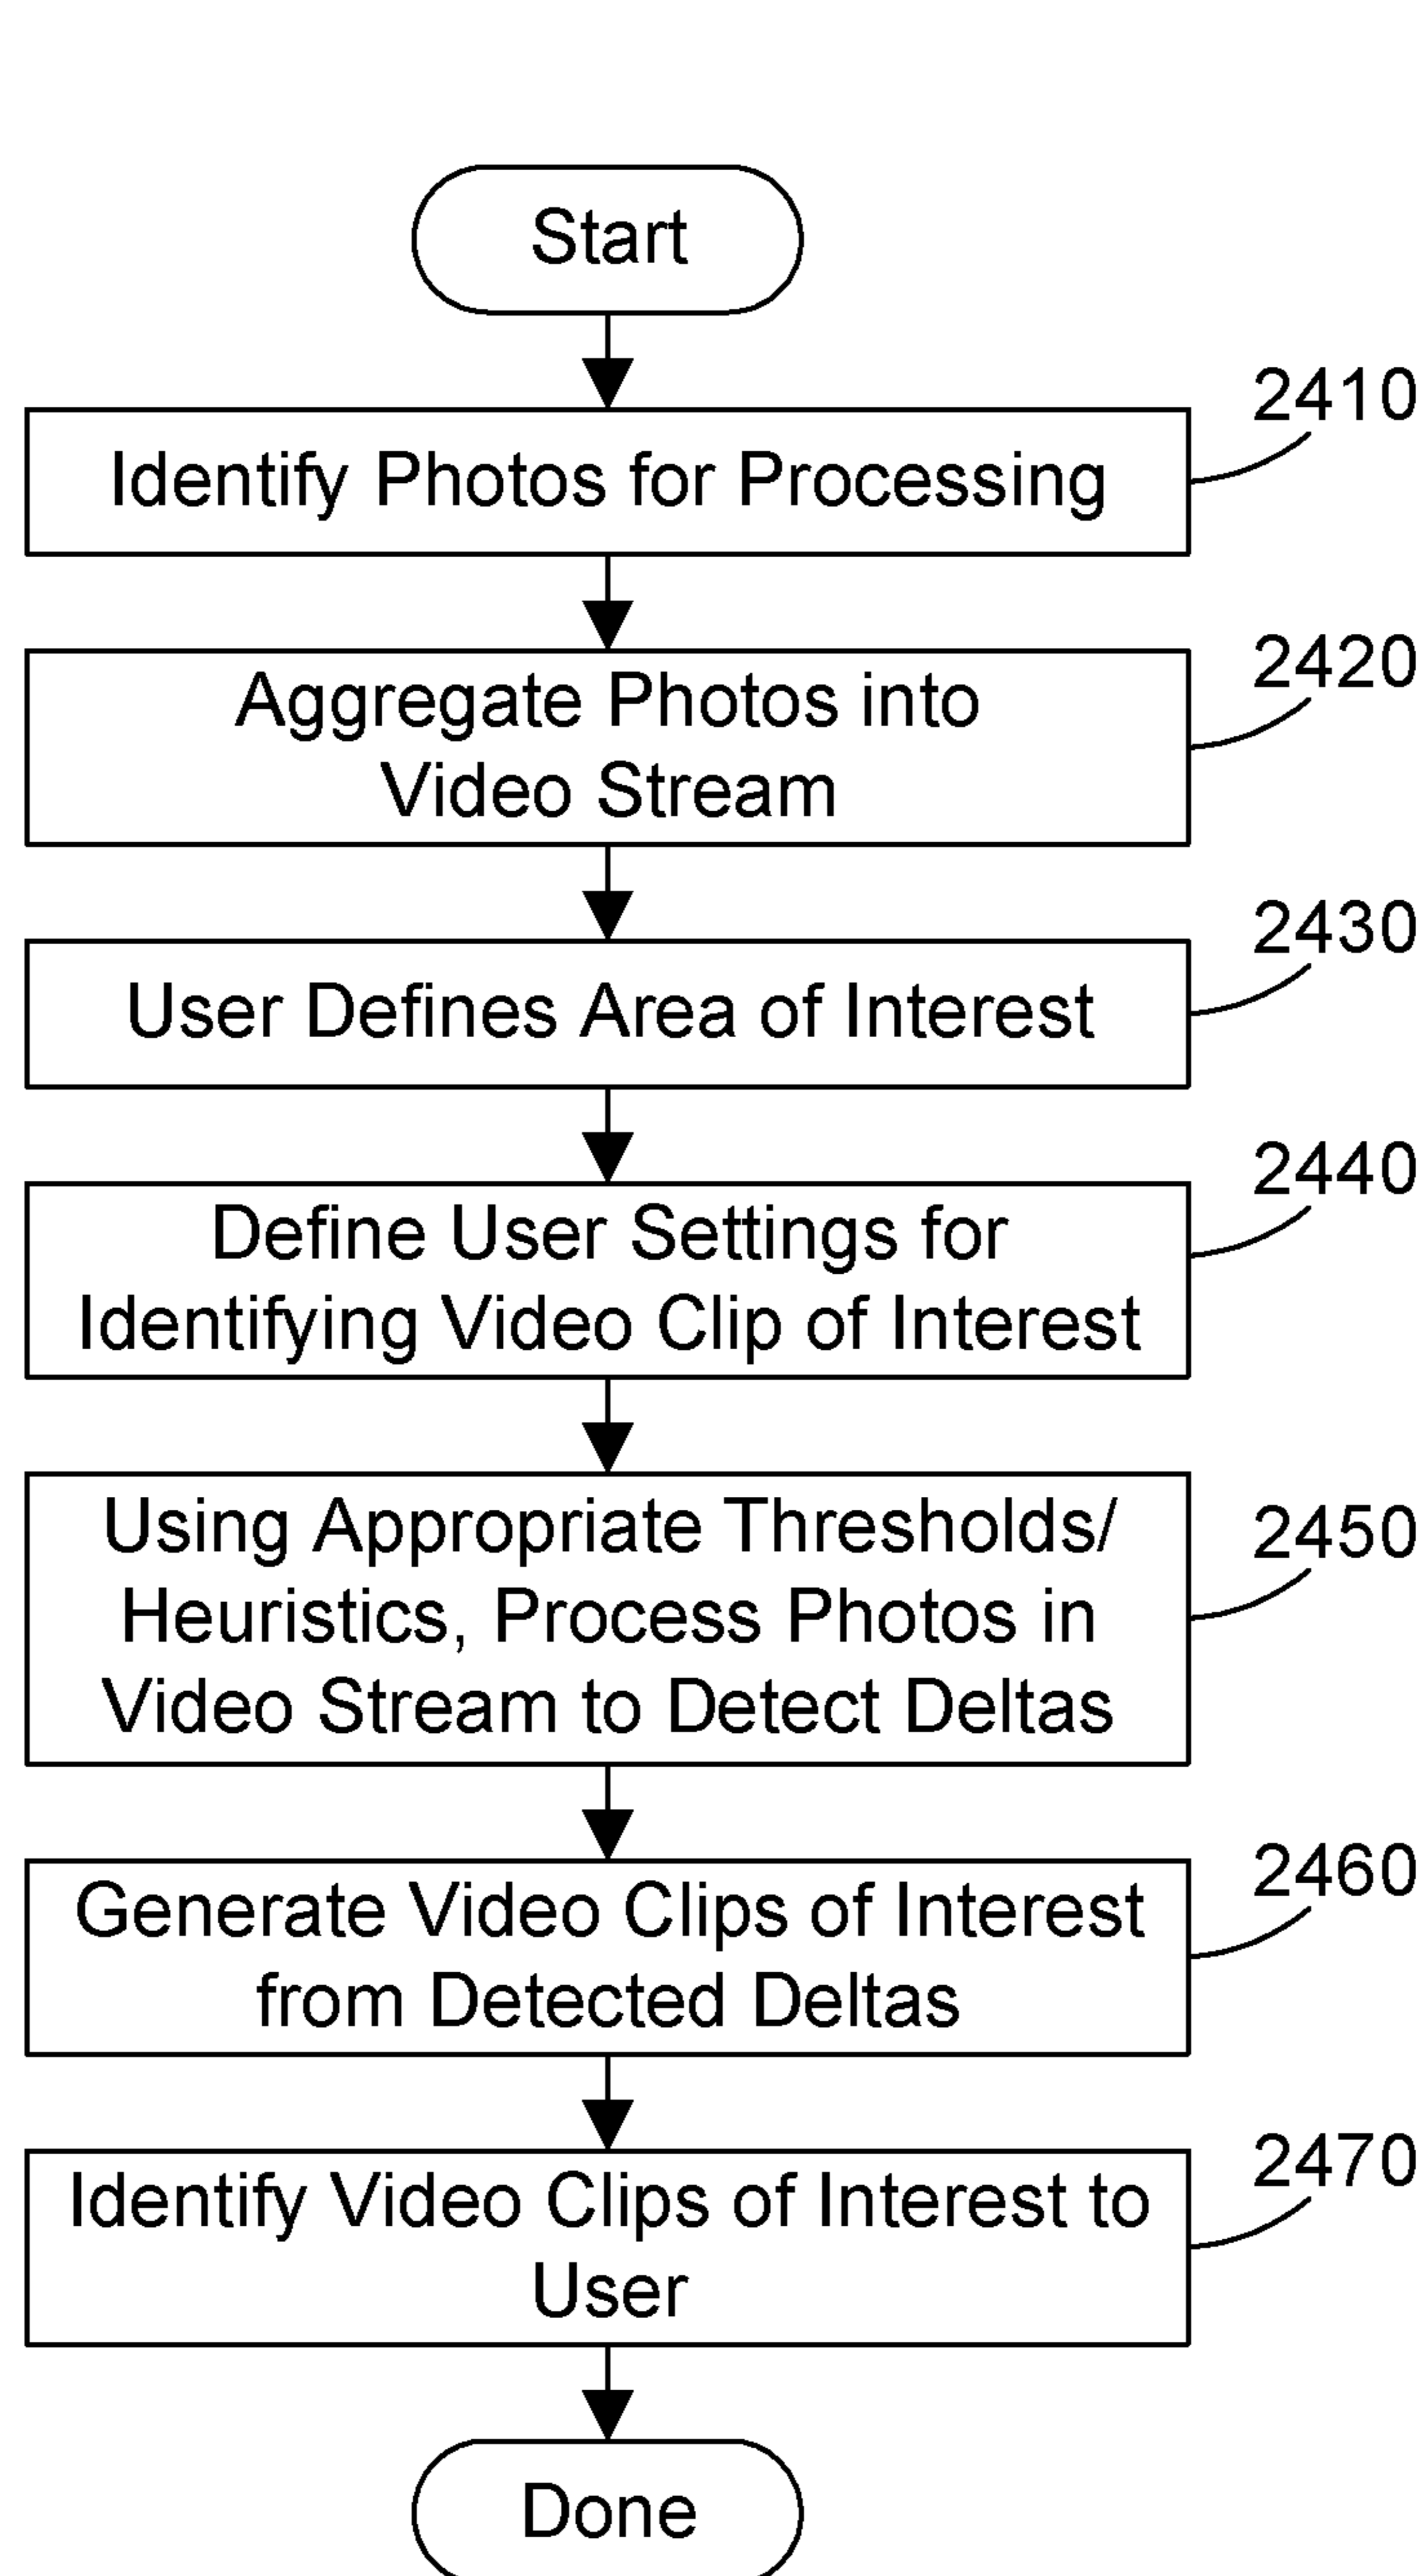 Start
2410
Identify Photos for Processing
2420
Aggregate Photos into
Video Stream
2430
User Defines Area of Interest
2440
Define User Settings for
Identifying Video Clip of Interest
2450
Using Appropriate Thresholds/
Heuristics, Process Photos in
Video Stream to Detect Deltas
2460
Generate Video Clips of Interest
from Detected Deltas
2470
Identify Video Clips of Interest to
User
Done